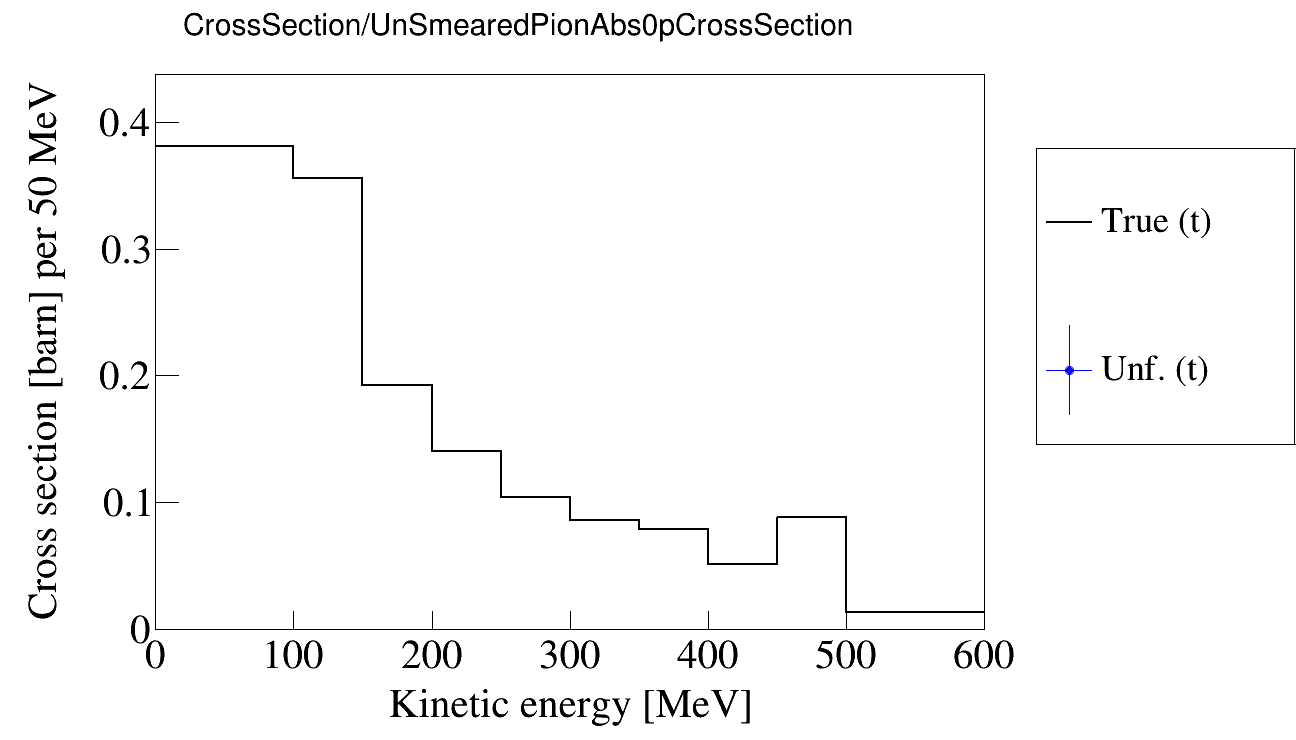 CrossSection/UnSmearedPionAbs0pCrossSection
Cross section [barn] per 50 MeV
0.4
0.3
0.2
0.1
0
0 100 200 300 400 500 600
Kinetic energy [MeV]
True (t)
Unf. (t)